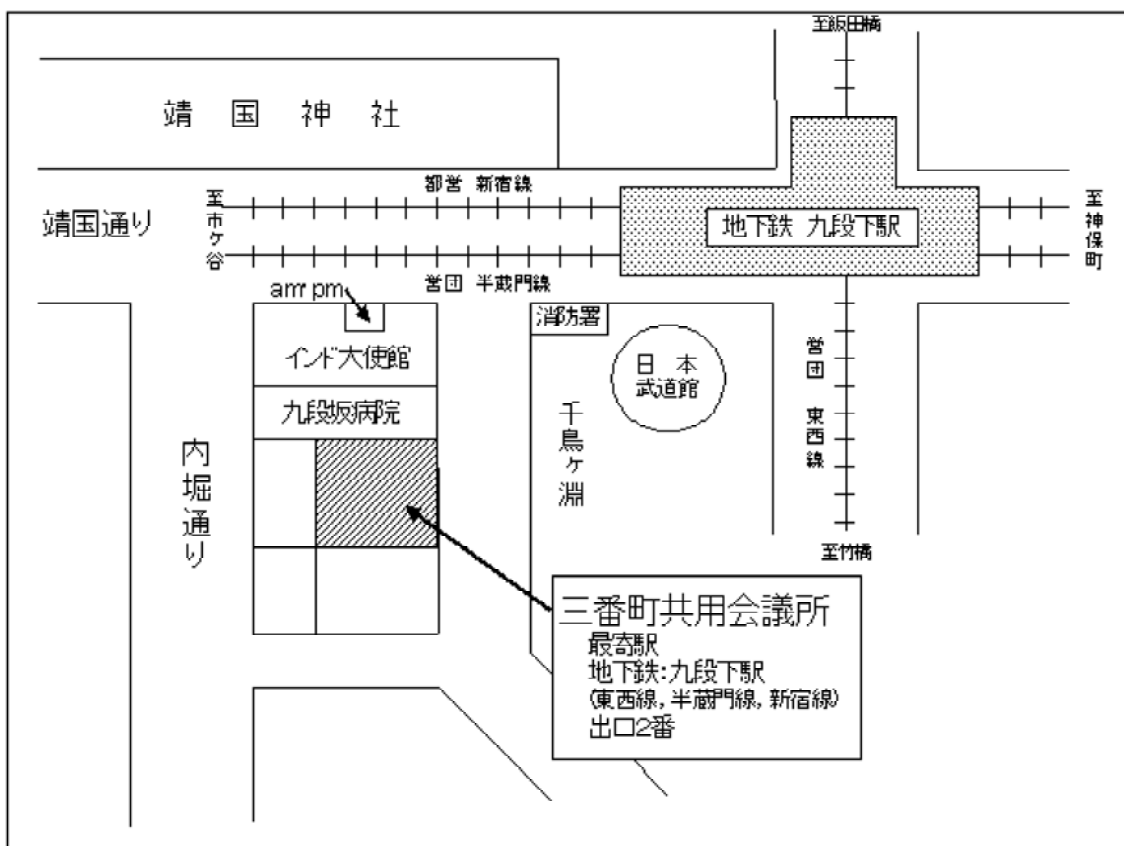 至飯田橋
靖国神社
都営 新宿線
靖国通り
至市ヶ谷
地下鉄 九段下駅
至神保町
営団 半蔵門線
am pm
消防署
インド大使館
日本
武道館
九段坂病院
千鳥ヶ淵
営団 東西線
内堀通り
至竹橋
三番町共用会議所
最寄駅
地下鉄:九段下駅
(東西線,半蔵門線,新宿線)
出口2番